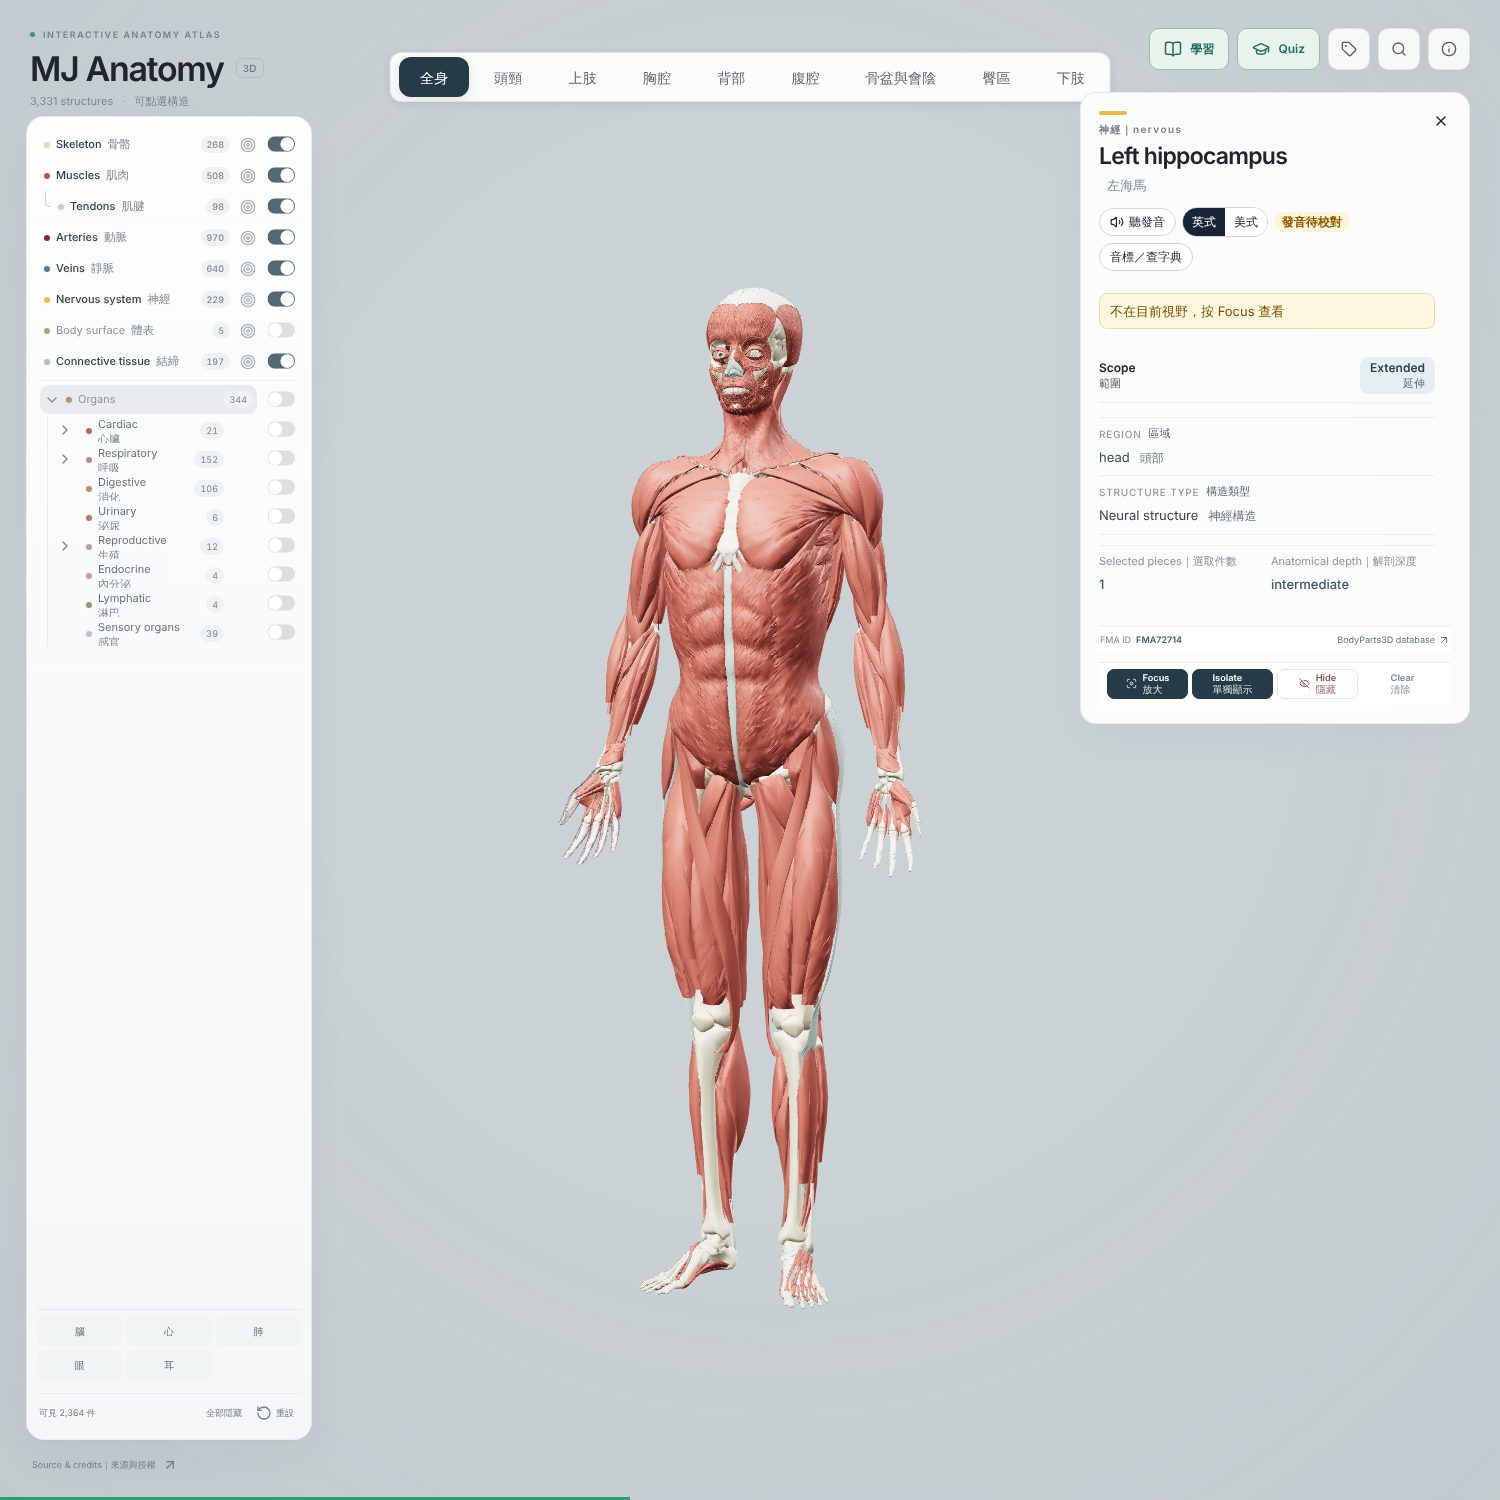 INTERACTIVE ANATOMY ATLAS
MJ Anatomy 3D
3,331 structures · 可點選構造
全身 頭頸 上肢 胸腔 背部 腹腔 骨盆與會陰 臀區 下肢
學習 Quiz
Skeleton 骨骼 268
Muscles 肌肉 508
Tendons 肌腱 98
Arteries 動脈 970
Veins 靜脈 640
Nervous system 神經 229
Body surface 體表 5
Connective tissue 結締 197
Organs 344
Cardiac 21
心臟
Respiratory 152
呼吸
Digestive 106
消化
Urinary 6
泌尿
Reproductive 12
生殖
Endocrine 4
內分泌
Lymphatic 4
淋巴
Sensory organs 39
感官
腦 心 肺
眼 耳
可見 2,364 件 全部隱藏 重設
Source & credits | 來源與授權
神經 | nervous
Left hippocampus
左海馬
聽發音 英式 美式 發音待校對
音標／查字典
不在目前視野，按 Focus 查看
Scope Extended
範圍 延伸
REGION 區域
head 頭部
STRUCTURE TYPE 構造類型
Neural structure 神經構造
Selected pieces | 選取件數 Anatomical depth | 解剖深度
1 intermediate
FMA ID FMA72714 BodyParts3D database
Focus Isolate Hide Clear
放大 單獨顯示 隱藏 清除